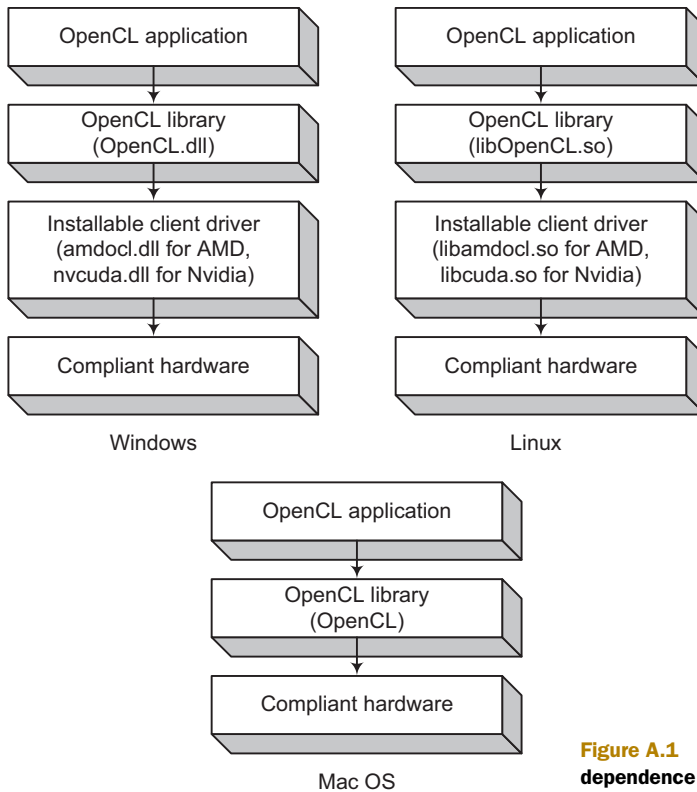 OpenCL application
OpenCL library
(OpenCL.dll)
Installable client driver
(amdocl.dll for AMD,
nvcuda.dll for Nvidia)
Compliant hardware
Windows
OpenCL application
OpenCL library
(libOpenCL.so)
Installable client driver
(libamdocl.so for AMD,
libcuda.so for Nvidia)
Compliant hardware
Linux
OpenCL application
OpenCL library
(OpenCL)
Compliant hardware
Mac OS
Figure A.1
dependence